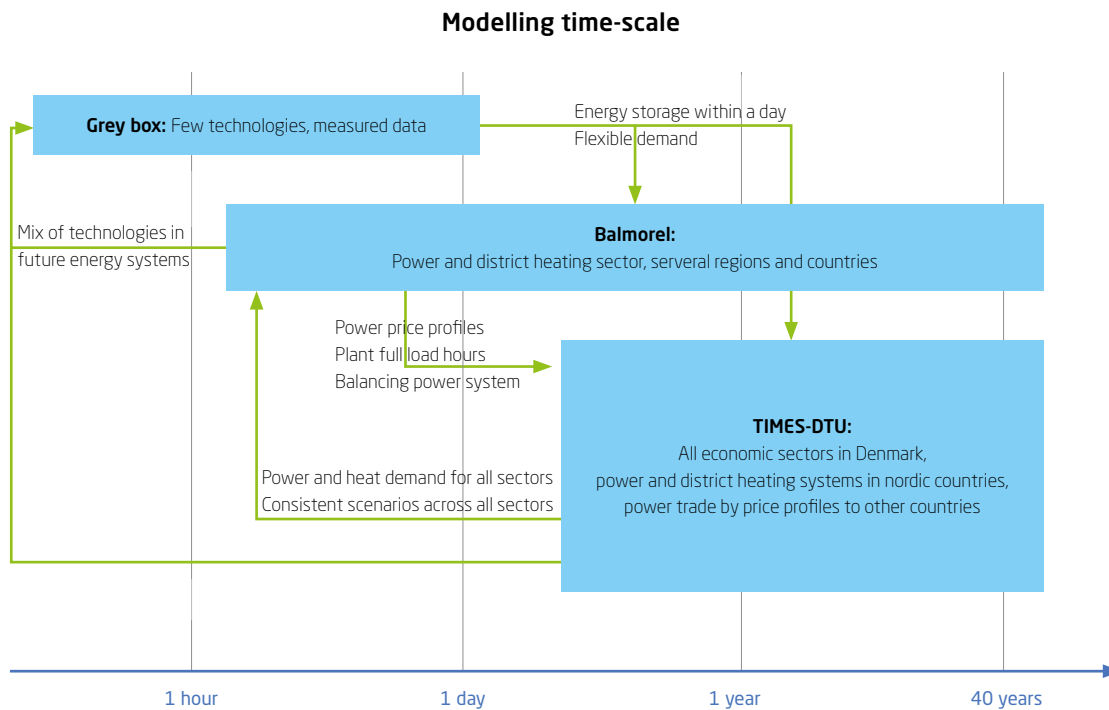 Modelling time-scale
Grey box: Few technologies, measured data
Energy storage within a day
Flexible demand
Mix of technologies in
future energy systems
Balmorel:
Power and district heating sector, serveral regions and countries
Power price profiles
Plant full load hours
Balancing power system
TIMES-DTU:
All economic sectors in Denmark,
power and district heating systems in nordic countries,
power trade by price profiles to other countries
Power and heat demand for all sectors
Consistent scenarios across all sectors
1 hour
1 day
1 year
40 years